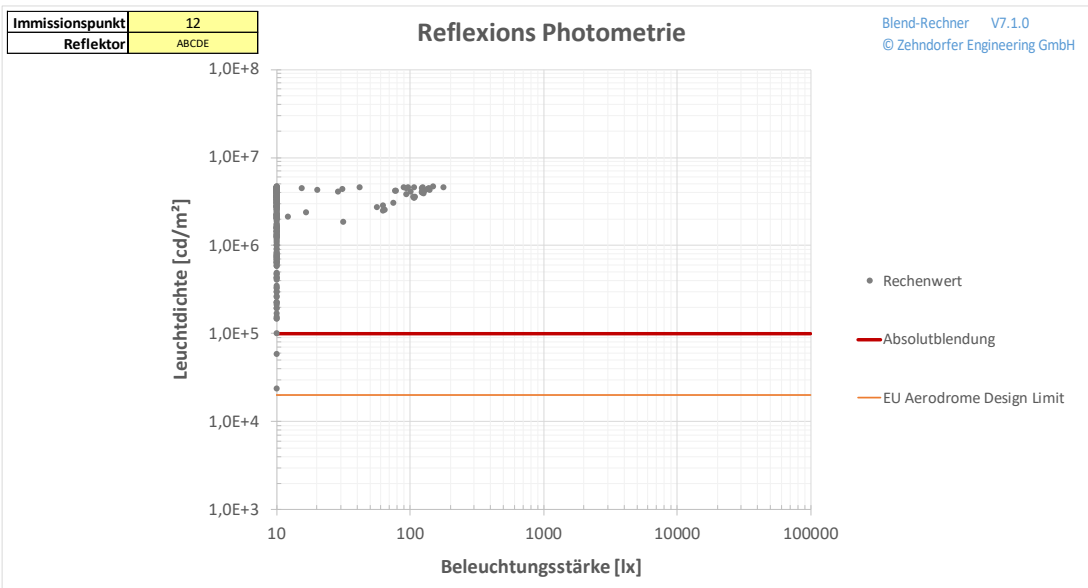 Immissionspunkt 12
Reflektor ABCDE
Reflexions Photometrie
Blend-Rechner V7.1.0
© Zehndorfer Engineering GmbH
Leuchtdichte [cd/m²]
1,0E+8
1,0E+7
1,0E+6
1,0E+5
1,0E+4
1,0E+3
10 100 1000 10000 100000
Beleuchtungsstärke [lx]
Rechenwert
Absolutblendung
EU Aerodrome Design Limit